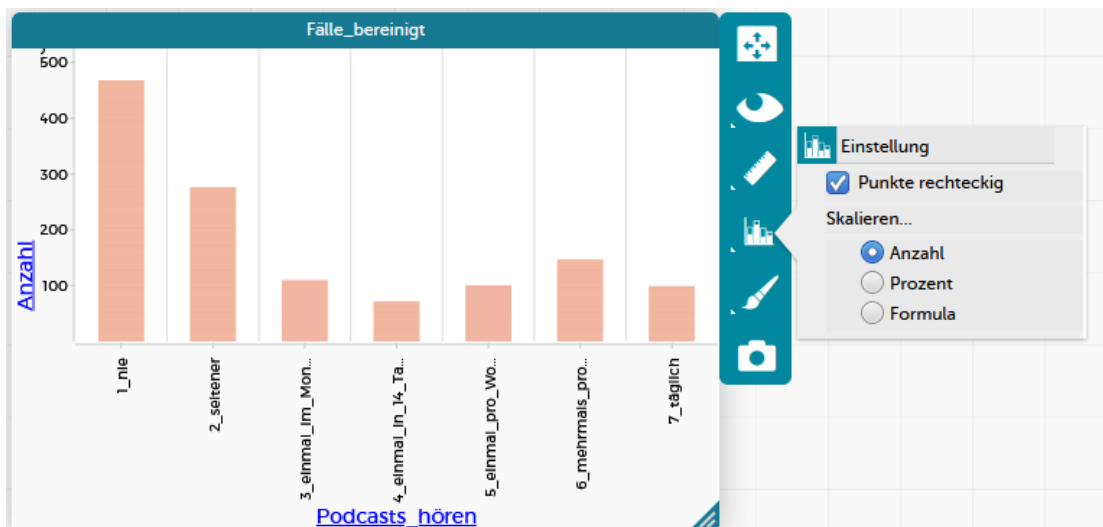 Fälle_bereinigt
500
400
300
200
100
Anzahl
1_nie
2_seltener
3_einmal_im_Mon...
4_einmal_in_14_Ta...
5_einmal_pro_Wo...
6_mehrmals_pro...
7_täglich
Podcasts_hören
Einstellung
Punkte rechteckig
Skalieren...
Anzahl
Prozent
Formula